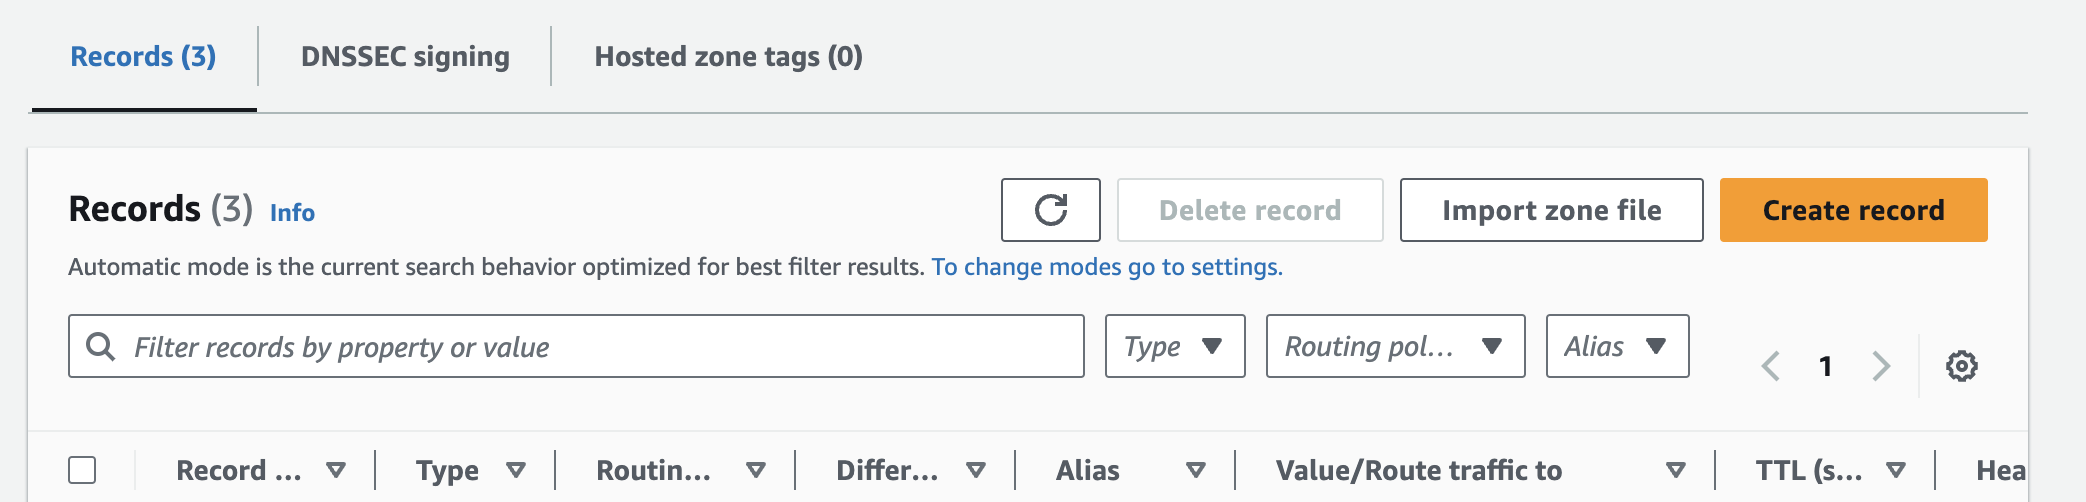 Records (3)
DNSSEC signing
Hosted zone tags (0)
Records (3) Info
Delete record
Import zone file
Create record
Automatic mode is the current search behavior optimized for best filter results. To change modes go to settings.
Filter records by property or value
Type
Routing pol...
Alias
1
Record ...
Type
Routin...
Differ...
Alias
Value/Route traffic to
TTL (s...
Hea